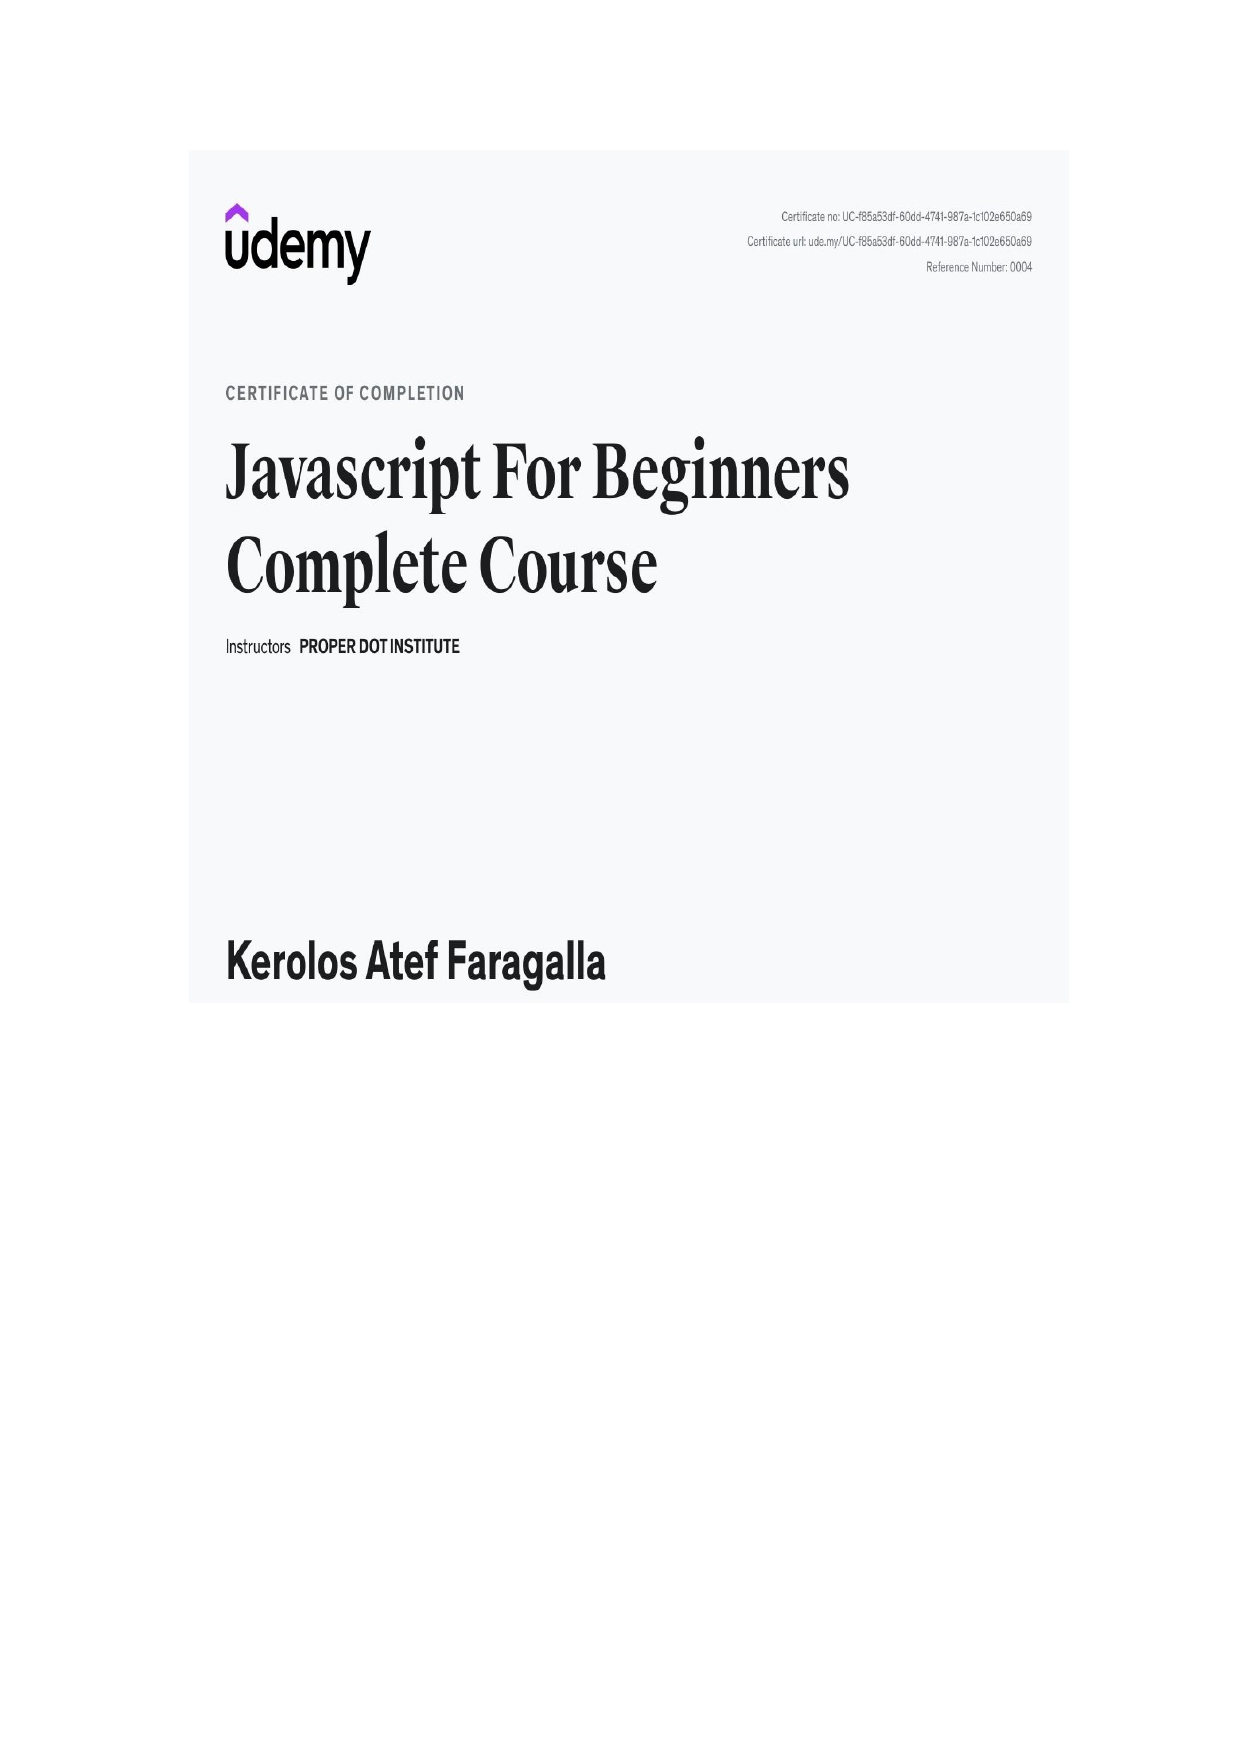 udemy
Certificate no: UC-f85a53df-60dd-4741-987a-1c102e650a69
Certificate url: ude.my/UC-f85a53df-60dd-4741-987a-1c102e650a69
Reference Number: 0004
CERTIFICATE OF COMPLETION
Javascript For Beginners
Complete Course
Instructors PROPER DOT INSTITUTE
Kerolos Atef Faragalla